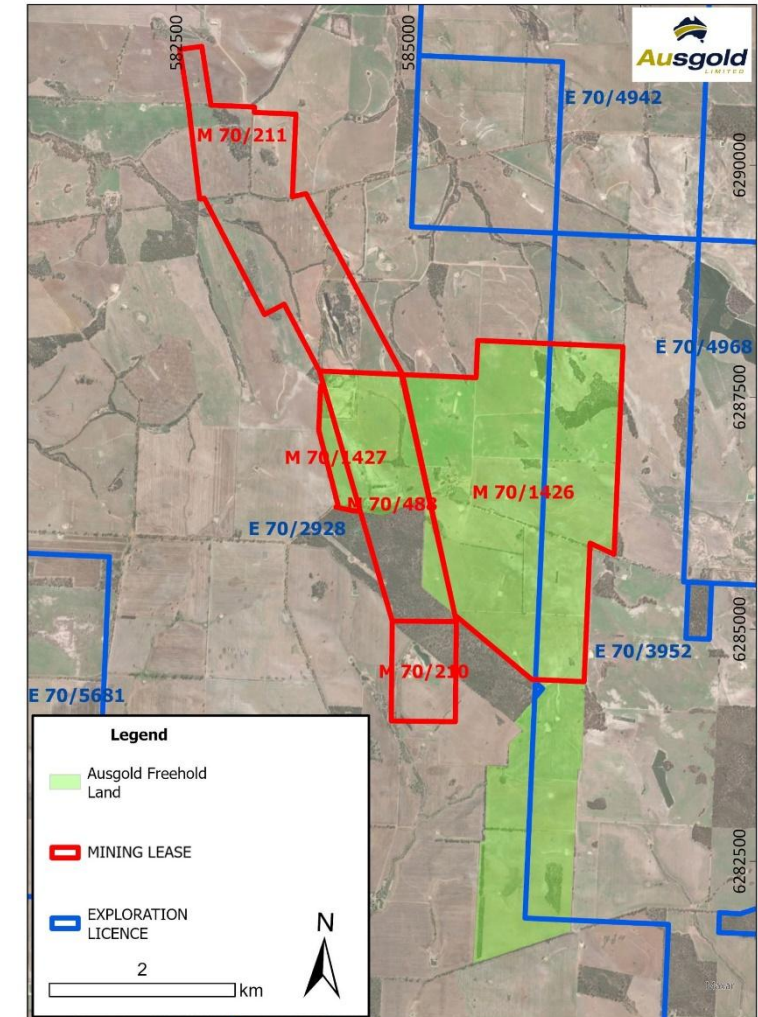 582500
585000
Ausgold
LIMITED
E 70/4942
M 70/211
6290000
E 70/4968
6287500
M 70/1427
M 70/488
M 70/1426
E 70/2928
6285000
E 70/3952
M 70/210
E 70/5681
Legend
Ausgold Freehold
Land
MINING LEASE
EXPLORATION
LICENCE
2
km
N
6282500
Maxar